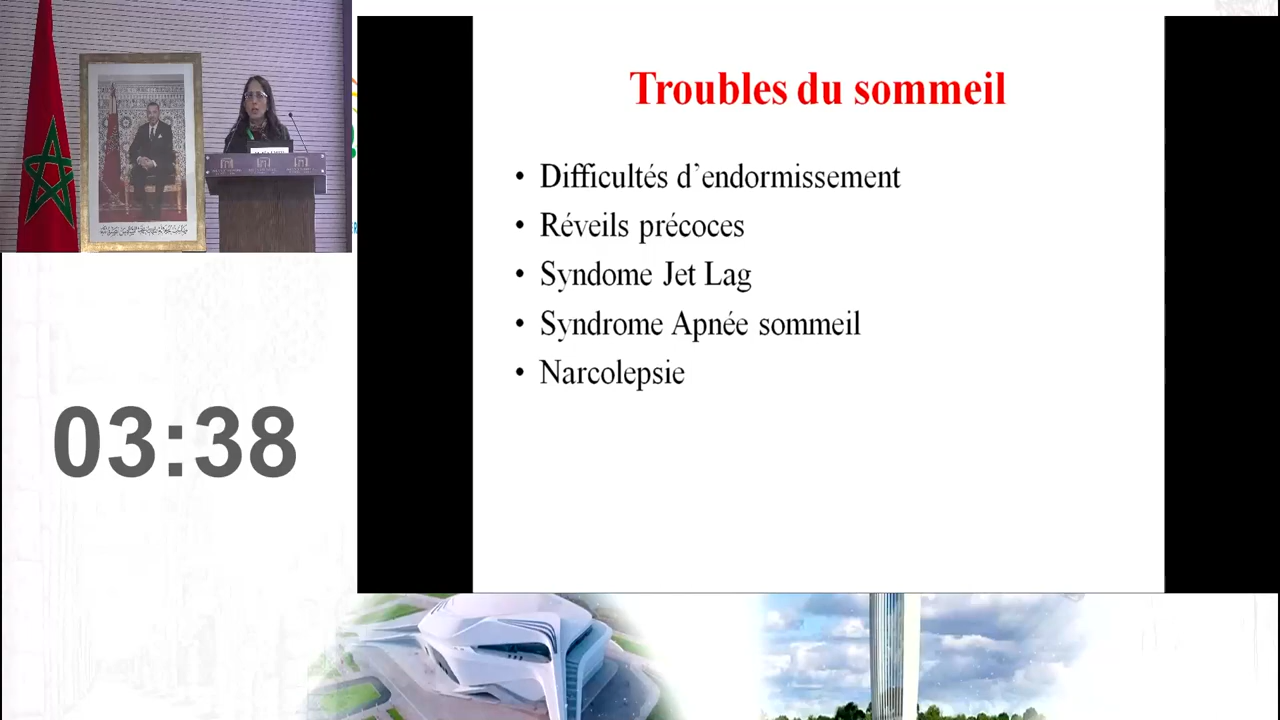 Troubles du sommeil
• Difficultés d’endormissement
• Réveils précoces
• Syndome Jet Lag
• Syndrome Apnée sommeil
• Narcolepsie
03:38